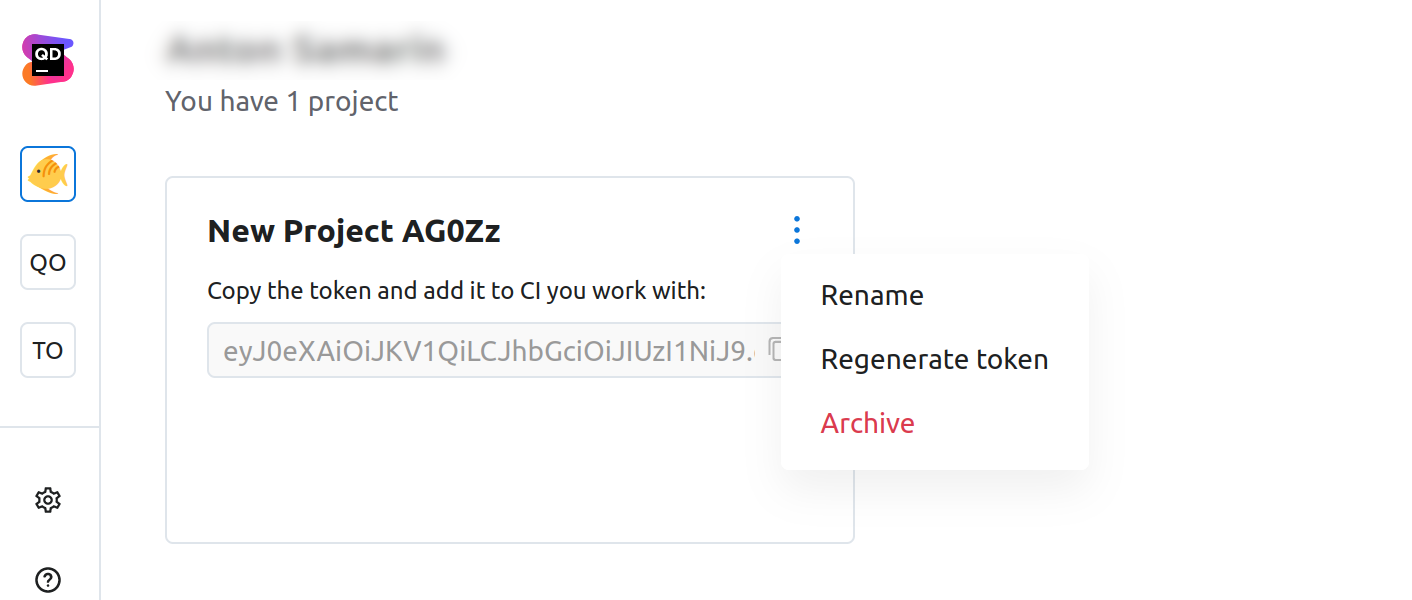 QD
You have 1 project
QO
TO
New Project AG0Zz
Copy the token and add it to CI you work with:
eyJ0eXAiOiJKV1QiLCJhbGciOiJIUzI1NiJ9.
Rename
Regenerate token
Archive